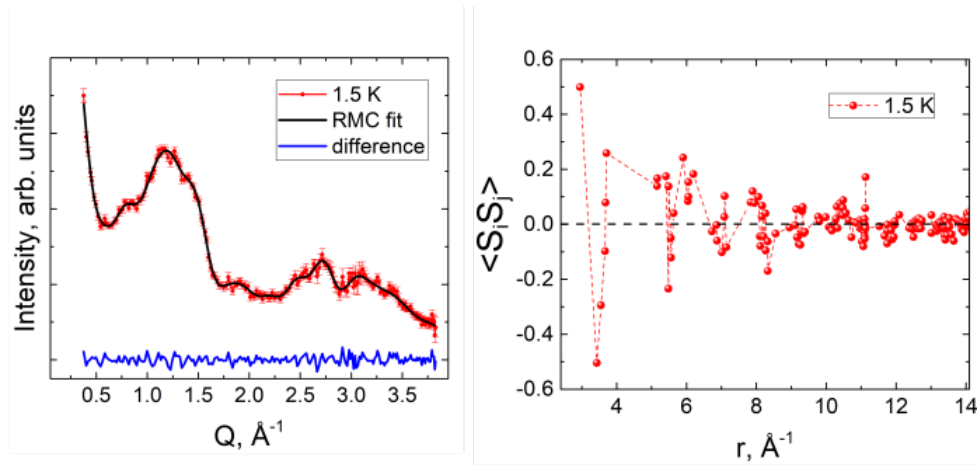 1.5 K
RMC fit
difference
Intensity, arb. units
0.5 1.0 1.5 2.0 2.5 3.0 3.5
Q, Å⁻¹
0.6
0.4
0.2
0.0
-0.2
-0.4
-0.6
<SᵢSⱼ>
1.5 K
4 6 8 10 12 14
r, Å⁻¹